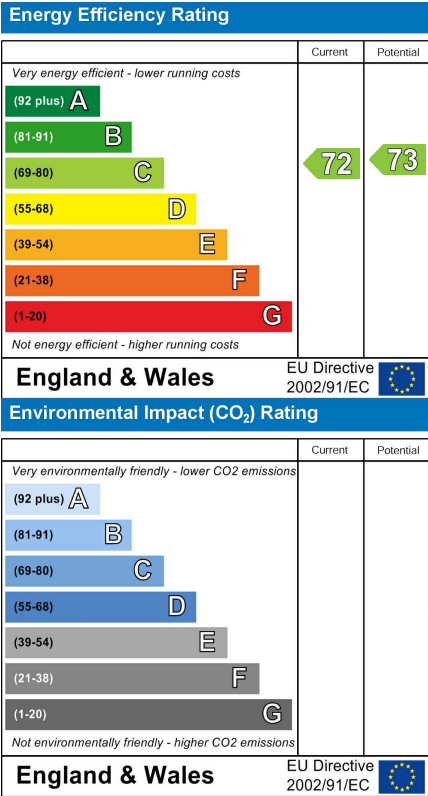 Energy Efficiency Rating
Current Potential
Very energy efficient - lower running costs
(92 plus) A
(81-91) B
(69-80) C
72 73
(55-68) D
(39-54) E
(21-38) F
(1-20) G
Not energy efficient - higher running costs
England & Wales
EU Directive
2002/91/EC
Environmental Impact (CO₂) Rating
Current Potential
Very environmentally friendly - lower CO2 emissions
(92 plus) A
(81-91) B
(69-80) C
(55-68) D
(39-54) E
(21-38) F
(1-20) G
Not environmentally friendly - higher CO2 emissions
England & Wales
EU Directive
2002/91/EC